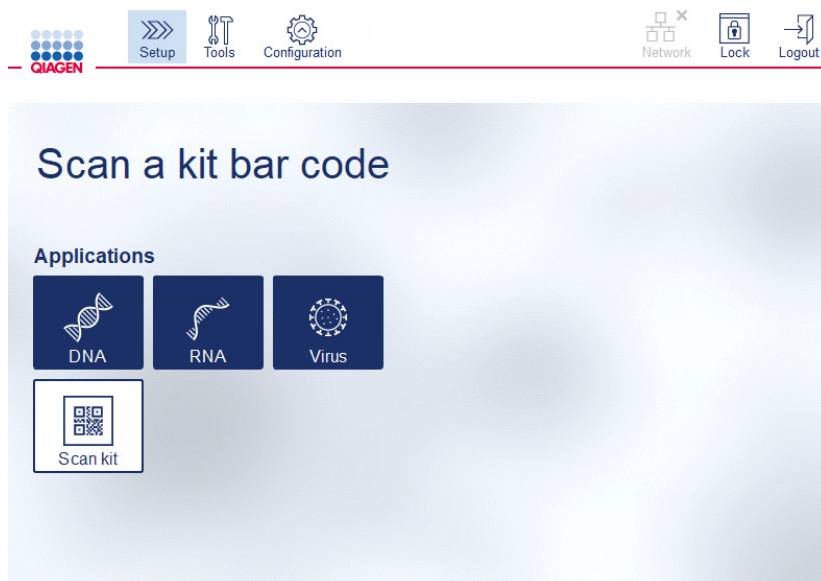 QIAGEN
Setup
Tools
Configuration
Network
Lock
Logout
Scan a kit bar code
Applications
DNA
RNA
Virus
Scan kit